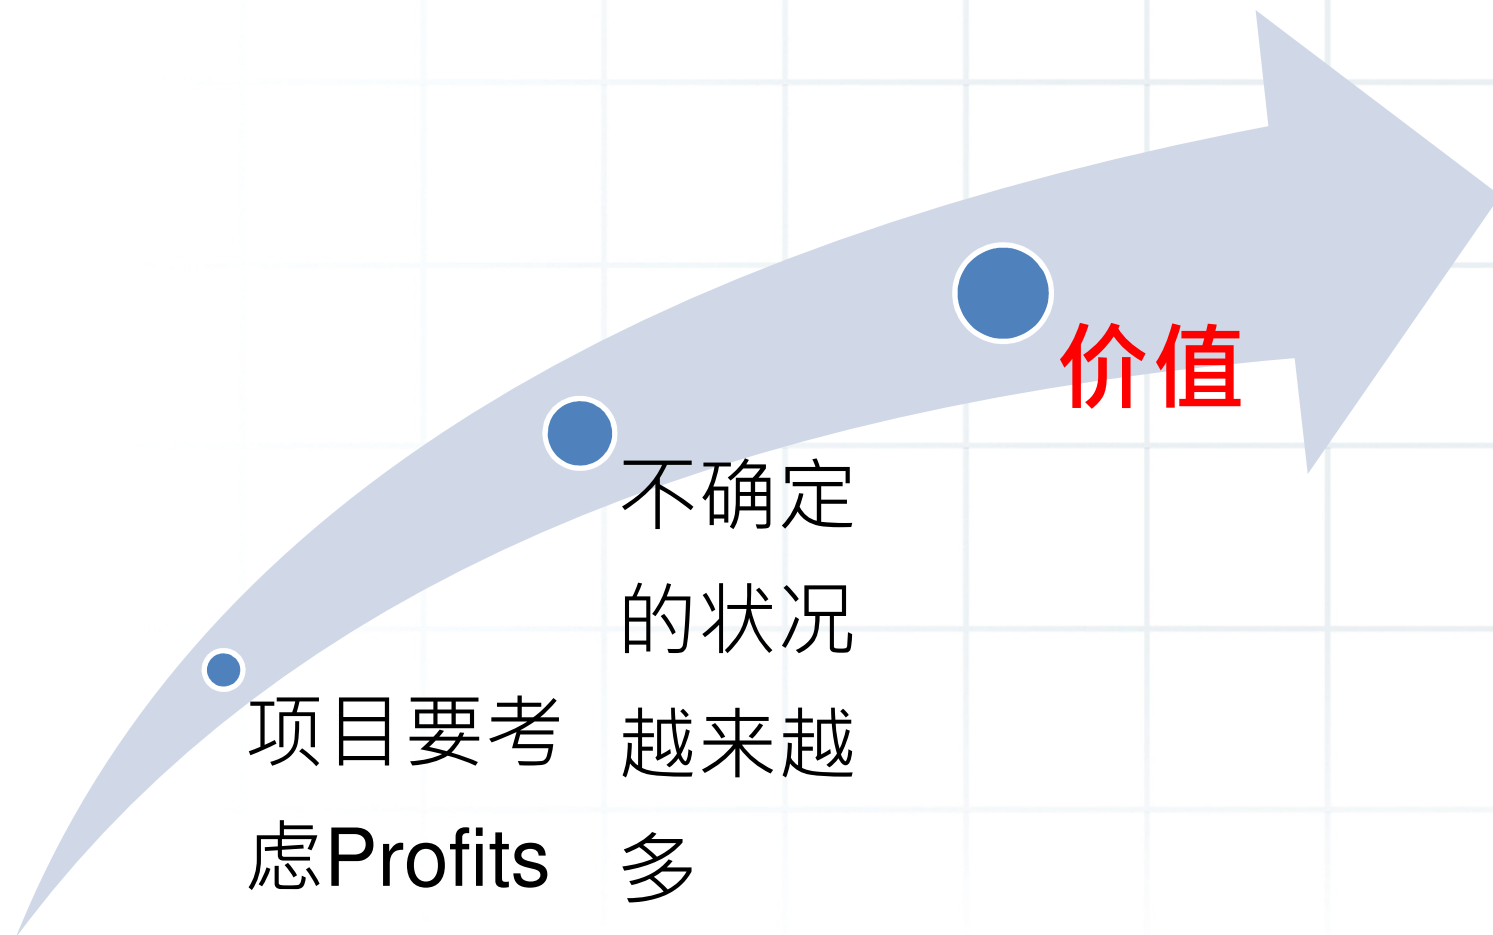 项目要考
虑Profits
不确定
的状况
越来越
多
价值